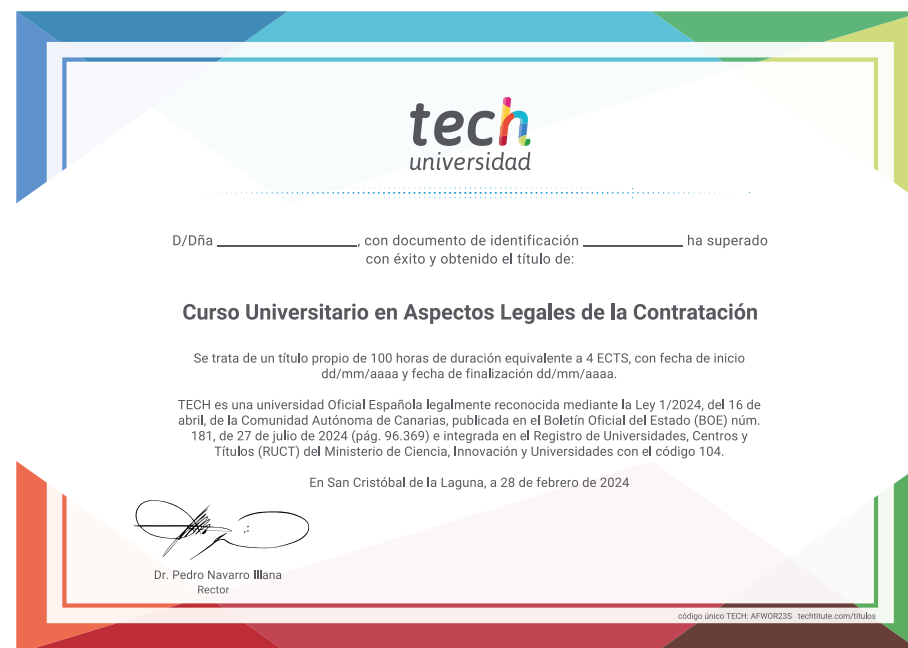 tech
universidad
D/Dña ____________________, con documento de identificación ______________ ha superado
con éxito y obtenido el título de:
Curso Universitario en Aspectos Legales de la Contratación
Se trata de un título propio de 100 horas de duración equivalente a 4 ECTS, con fecha de inicio
dd/mm/aaaa y fecha de finalización dd/mm/aaaa.
TECH es una universidad Oficial Española legalmente reconocida mediante la Ley 1/2024, del 16 de
abril, de la Comunidad Autónoma de Canarias, publicada en el Boletín Oficial del Estado (BOE) núm.
181, de 27 de julio de 2024 (pág. 96.369) e integrada en el Registro de Universidades, Centros y
Títulos (RUCT) del Ministerio de Ciencia, Innovación y Universidades con el código 104.
En San Cristóbal de la Laguna, a 28 de febrero de 2024
Dr. Pedro Navarro Illana
Rector
código único TECH: AFWOR23S techtitute.com/titulos